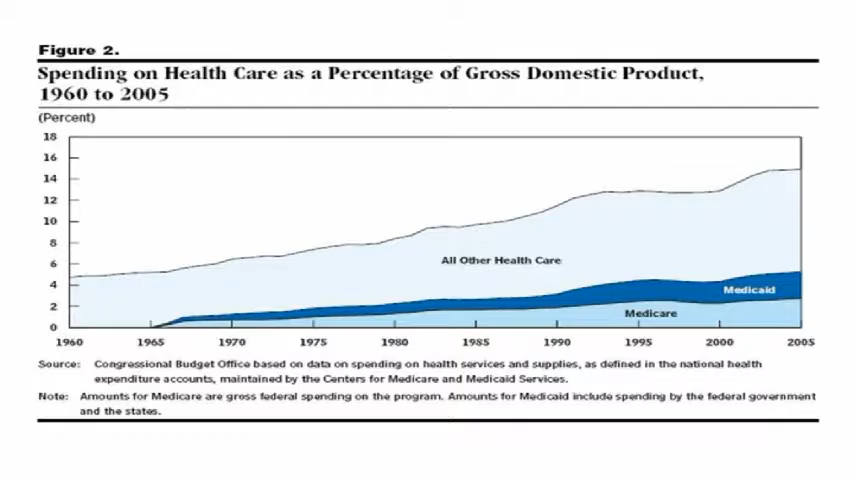 Figure 2.
Spending on Health Care as a Percentage of Gross Domestic Product,
1960 to 2005
(Percent)
18
16
14
12
10
8
6
4
2
0
All Other Health Care
Medicaid
Medicare
1960 1965 1970 1975 1980 1985 1990 1995 2000 2005
Source: Congressional Budget Office based on data on spending on health services and supplies, as defined in the national health
expenditure accounts, maintained by the Centers for Medicare and Medicaid Services.
Note: Amounts for Medicare are gross federal spending on the program. Amounts for Medicaid include spending by the federal government
and the states.